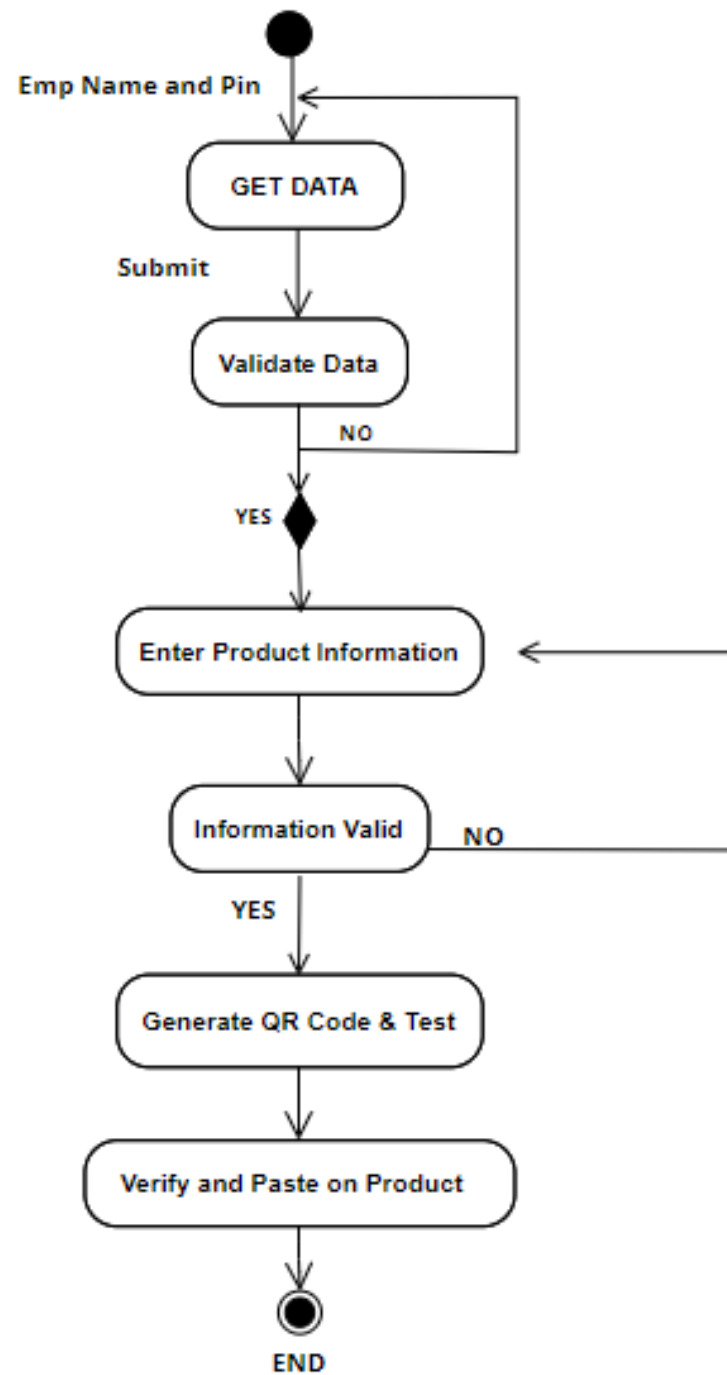 Emp Name and Pin
GET DATA
Submit
Validate Data
NO
YES
Enter Product Information
Information Valid
NO
YES
Generate QR Code & Test
Verify and Paste on Product
END